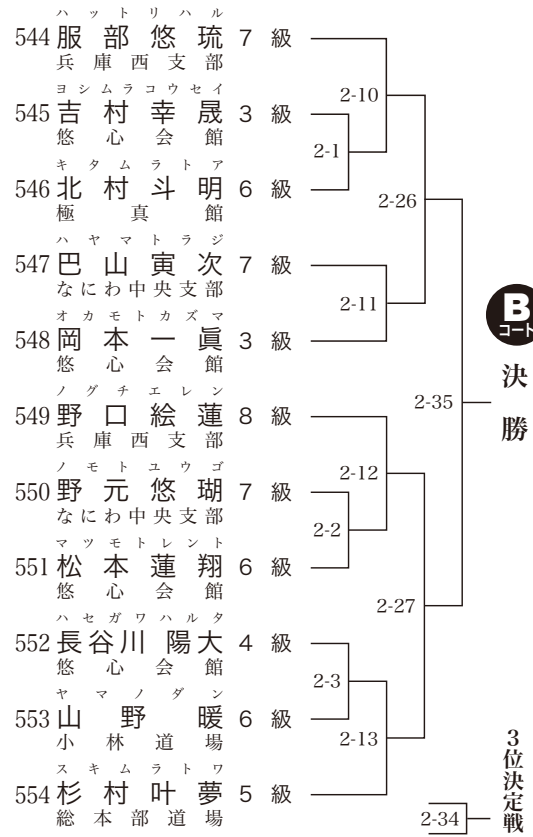 ハットリハル
544 服部悠琉 7 級
兵庫西支部
ヨシムラコウセイ
545 吉村幸晟 3 級
悠心会館
キタムラトア
546 北村斗明 6 級
極真館
ハヤマトラジ
547 巴山寅次 7 級
なにわ中央支部
オカモトカズマ
548 岡本一眞 3 級
悠心会館
ノグチエレン
549 野口絵蓮 8 級
兵庫西支部
ノモトユウゴ
550 野元悠瑚 7 級
なにわ中央支部
マツモトレント
551 松本蓮翔 6 級
悠心会館
ハセガワハルタ
552 長谷川 陽大 4 級
悠心会館
ヤマノダン
553 山野暖 6 級
小林道場
スキムラトワ
554 杉村叶夢 5 級
総本部道場
2-10
2-1
2-26
2-11
2-35
2-12
2-2
2-27
2-3
2-13
2-34
B
コート
決勝
3位決定戦